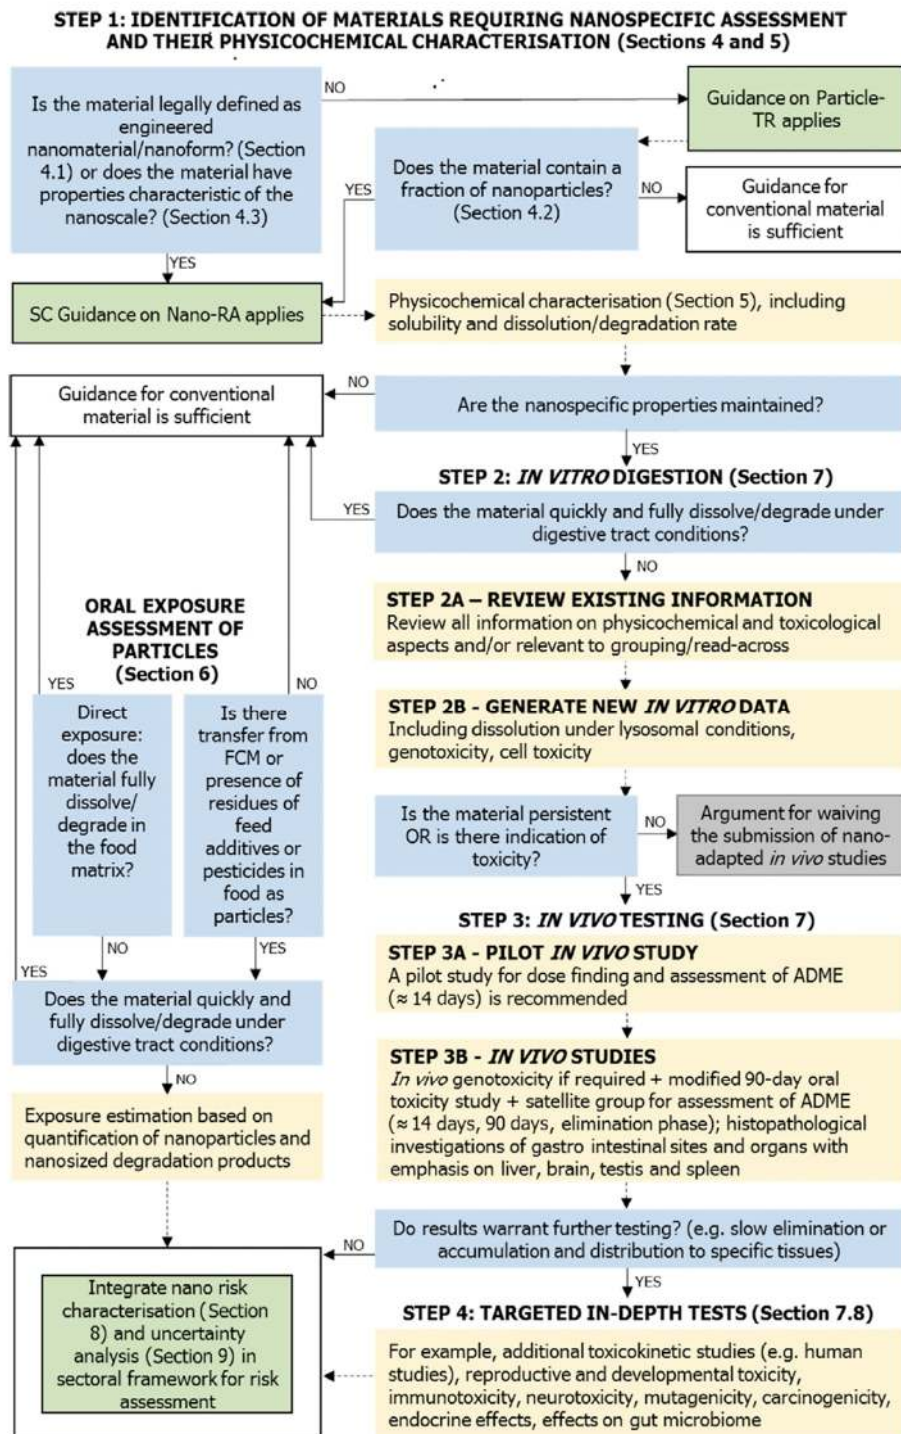 STEP 1: IDENTIFICATION OF MATERIALS REQUIRING NANOSPECIFIC ASSESSMENT
AND THEIR PHYSICOCHEMICAL CHARACTERISATION (Sections 4 and 5)
Is the material legally defined as
engineered
nanomaterial/nanoform? (Section
4.1) or does the material have
properties characteristic of the
nanoscale? (Section 4.3)
NO
Guidance on Particle-
TR applies
Does the material contain a
fraction of nanoparticles?
(Section 4.2)
YES
NO
Guidance for
conventional material
is sufficient
YES
SC Guidance on Nano-RA applies
Physicochemical characterisation (Section 5), including
solubility and dissolution/degradation rate
Guidance for conventional
material is sufficient
NO
Are the nanospecific properties maintained?
YES
STEP 2: IN VITRO DIGESTION (Section 7)
YES
Does the material quickly and fully dissolve/degrade under
digestive tract conditions?
NO
STEP 2A – REVIEW EXISTING INFORMATION
Review all information on physicochemical and toxicological
aspects and/or relevant to grouping/read-across
STEP 2B - GENERATE NEW IN VITRO DATA
Including dissolution under lysosomal conditions,
genotoxicity, cell toxicity
Is the material persistent
OR is there indication of
toxicity?
NO
Argument for waiving
the submission of nano-
adapted in vivo studies
YES
ORAL EXPOSURE
ASSESSMENT OF
PARTICLES
(Section 6)
YES
NO
Direct
exposure:
does the
material fully
dissolve/
degrade in
the food
matrix?
Is there
transfer from
FCM or
presence of
residues of
feed
additives or
pesticides in
food as
particles?
NO
YES
YES
Does the material quickly and
fully dissolve/degrade under
digestive tract conditions?
NO
Exposure estimation based on
quantification of nanoparticles and
nanosized degradation products
STEP 3: IN VIVO TESTING (Section 7)
STEP 3A - PILOT IN VIVO STUDY
A pilot study for dose finding and assessment of ADME
(≈ 14 days) is recommended
STEP 3B - IN VIVO STUDIES
In vivo genotoxicity if required + modified 90-day oral
toxicity study + satellite group for assessment of ADME
(≈ 14 days, 90 days, elimination phase); histopathological
investigations of gastro intestinal sites and organs with
emphasis on liver, brain, testis and spleen
NO
Do results warrant further testing? (e.g. slow elimination or
accumulation and distribution to specific tissues)
YES
STEP 4: TARGETED IN-DEPTH TESTS (Section 7.8)
For example, additional toxicokinetic studies (e.g. human
studies), reproductive and developmental toxicity,
immunotoxicity, neurotoxicity, mutagenicity, carcinogenicity,
endocrine effects, effects on gut microbiome
Integrate nano risk
characterisation (Section
8) and uncertainty
analysis (Section 9) in
sectoral framework for risk
assessment